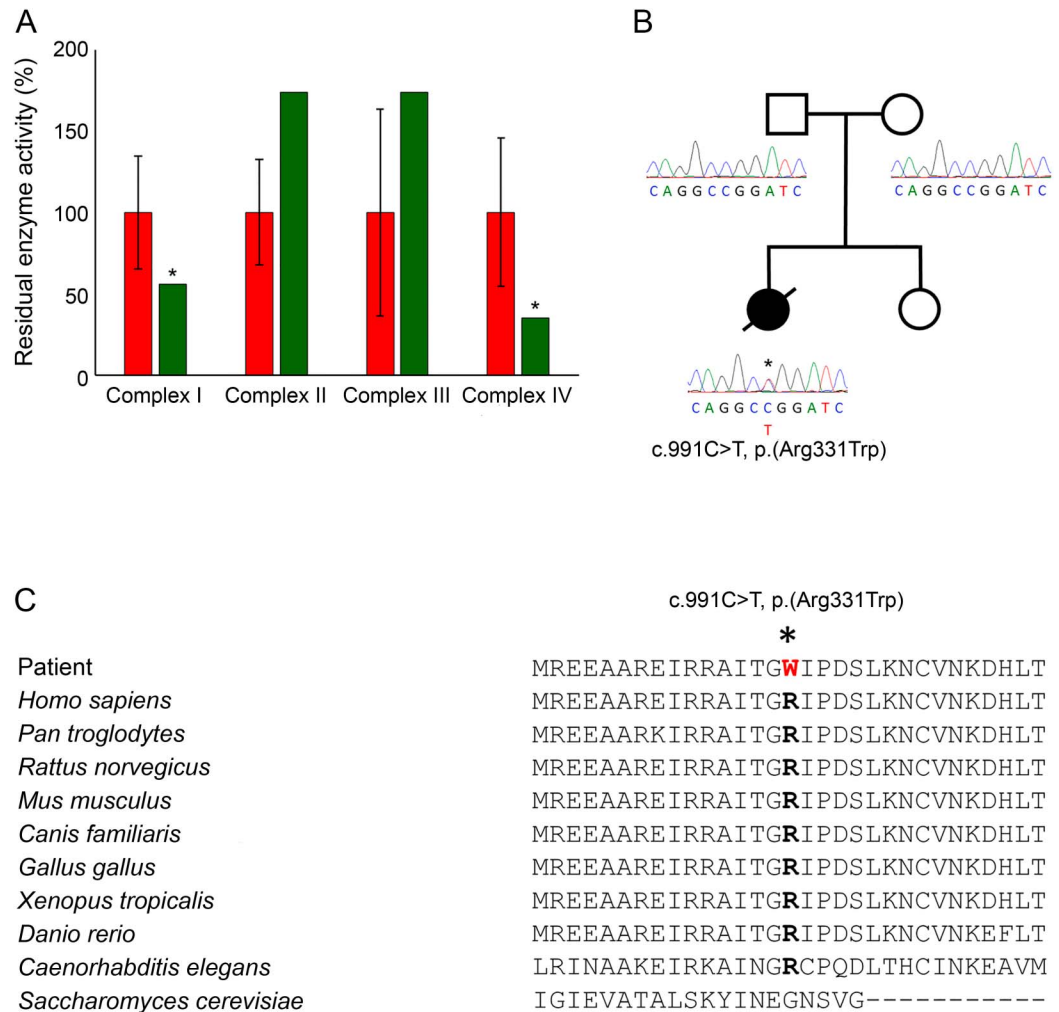 A
Residual enzyme activity (%)
200
150
100
50
0
*
*
Complex I Complex II Complex III Complex IV
B
CAGGCCGGATC
CAGGCCGGATC
*
CAGGCCGGATC
T
c.991C>T, p.(Arg331Trp)
C
c.991C>T, p.(Arg331Trp)
*
Patient MREEAAREIRRAITGWIPDSLKNCVNKDHLT
Homo sapiens MREEAAREIRRAITGRIPDSLKNCVNKDHLT
Pan troglodytes MREEAARKIRRAITGRIPDSLKNCVNKDHLT
Rattus norvegicus MREEAAREIRRAITGRIPDSLKNCVNKDHLT
Mus musculus MREEAAREIRRAITGRIPDSLKNCVNKDHLT
Canis familiaris MREEAAREIRRAITGRIPDSLKNCVNKDHLT
Gallus gallus MREEAAREIRRAITGRIPDSLKNCVNKDHLT
Xenopus tropicalis MREEAAREIRRAITGRIPDSLKNCVNKDHLT
Danio rerio MREEAAREIRRAITGRIPDSLKNCVNKEFLT
Caenorhabditis elegans LRINAAKEIRKAINGRCPQDLTHCINKEAVM
Saccharomyces cerevisiae IGIEVATALSKYINEGNSVG-----------